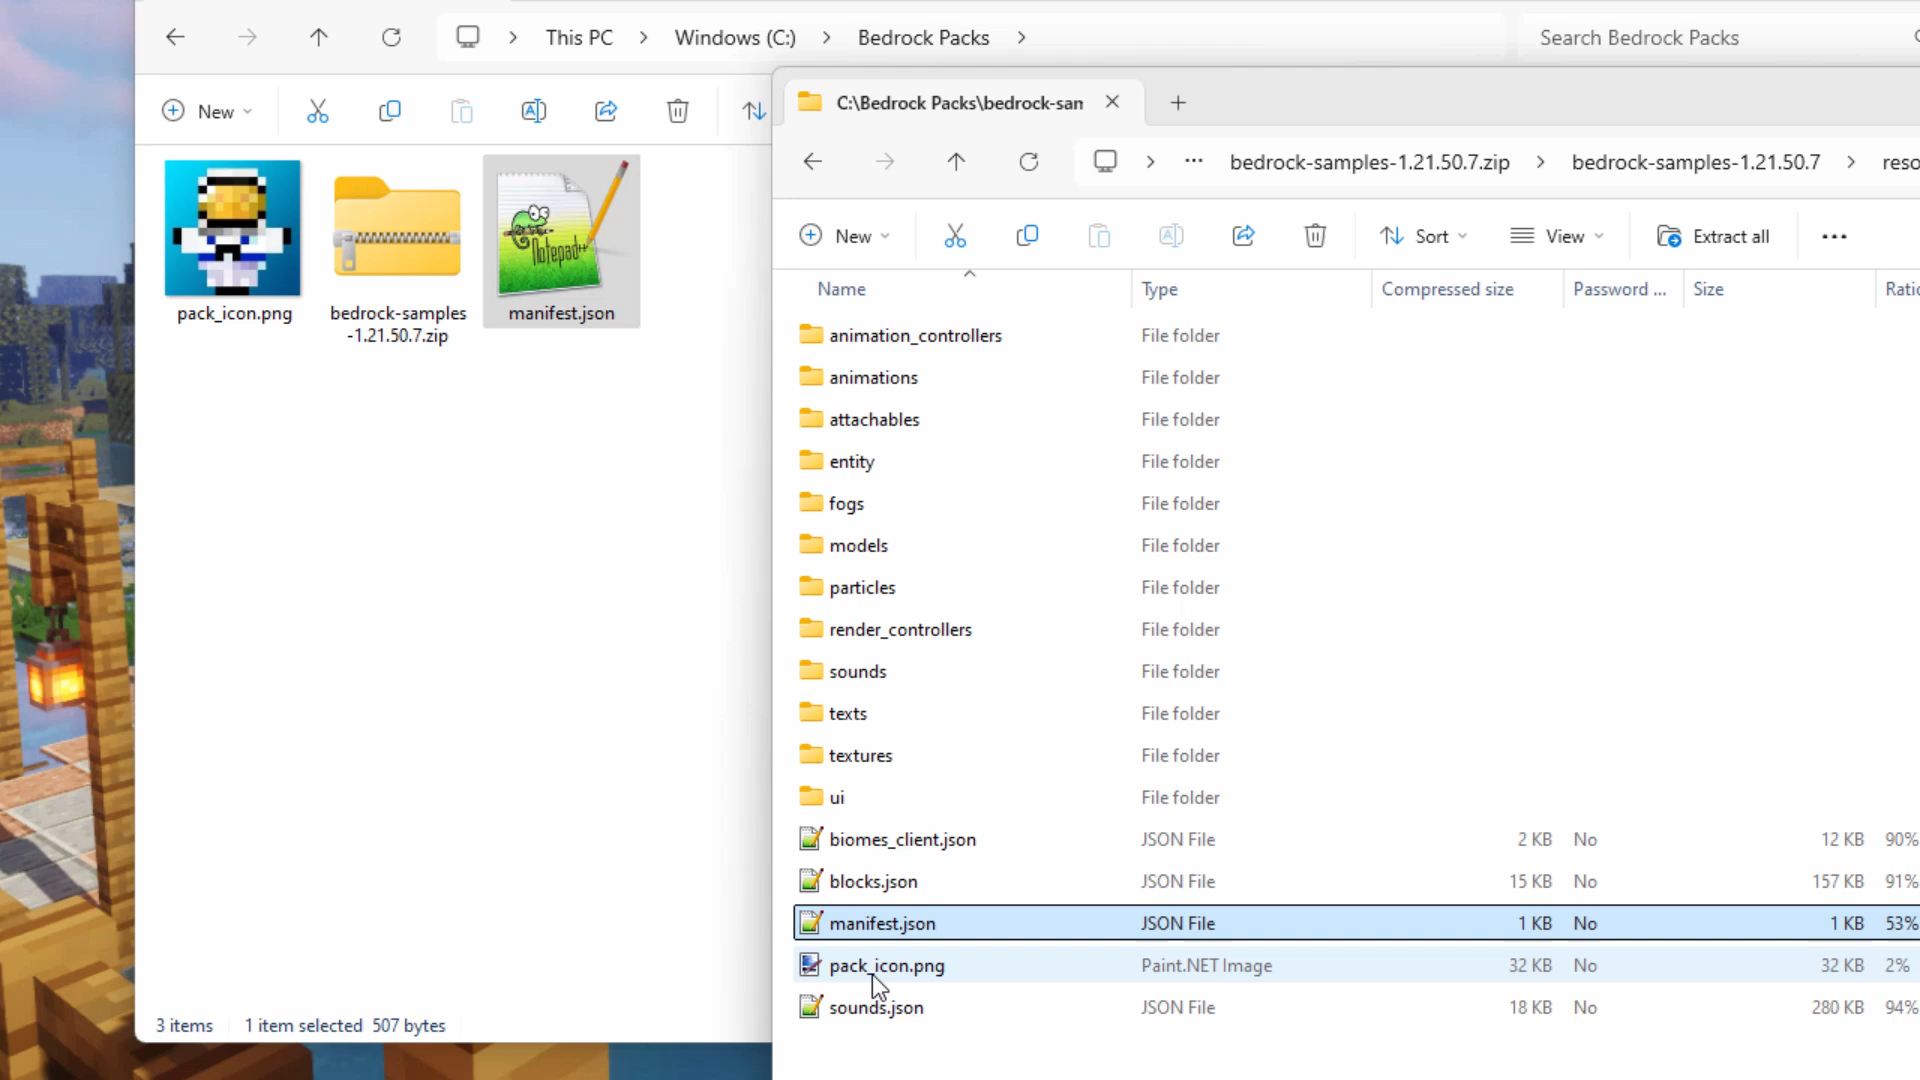 This PC
Windows (C:)
Bedrock Packs
Search Bedrock Packs
New
pack_icon.png
bedrock-samples
-1.21.50.7.zip
Notepad++
manifest.json
3 items
1 item selected 507 bytes
C:\Bedrock Packs\bedrock-san
bedrock-samples-1.21.50.7.zip
bedrock-samples-1.21.50.7
reso
New
Sort
View
Extract all
Name Type Compressed size Password ... Size Ratio
animation_controllers File folder
animations File folder
attachables File folder
entity File folder
fogs File folder
models File folder
particles File folder
render_controllers File folder
sounds File folder
texts File folder
textures File folder
ui File folder
biomes_client.json JSON File 2 KB No 12 KB 90%
blocks.json JSON File 15 KB No 157 KB 91%
manifest.json JSON File 1 KB No 1 KB 53%
pack_icon.png Paint.NET Image 32 KB No 32 KB 2%
sounds.json JSON File 18 KB No 280 KB 94%